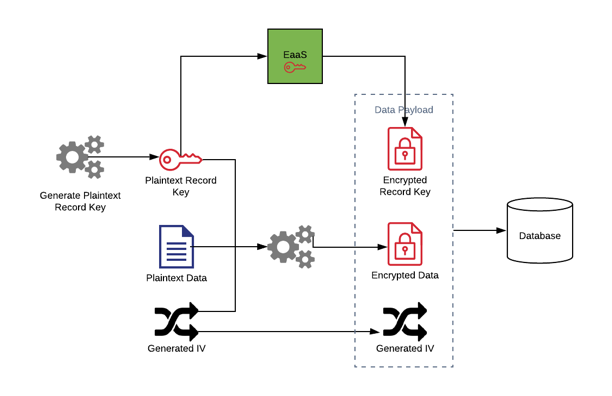 EaaS
Data Payload
Generate Plaintext
Record Key
Plaintext Record
Key
Encrypted
Record Key
Plaintext Data
Encrypted Data
Database
Generated IV
Generated IV